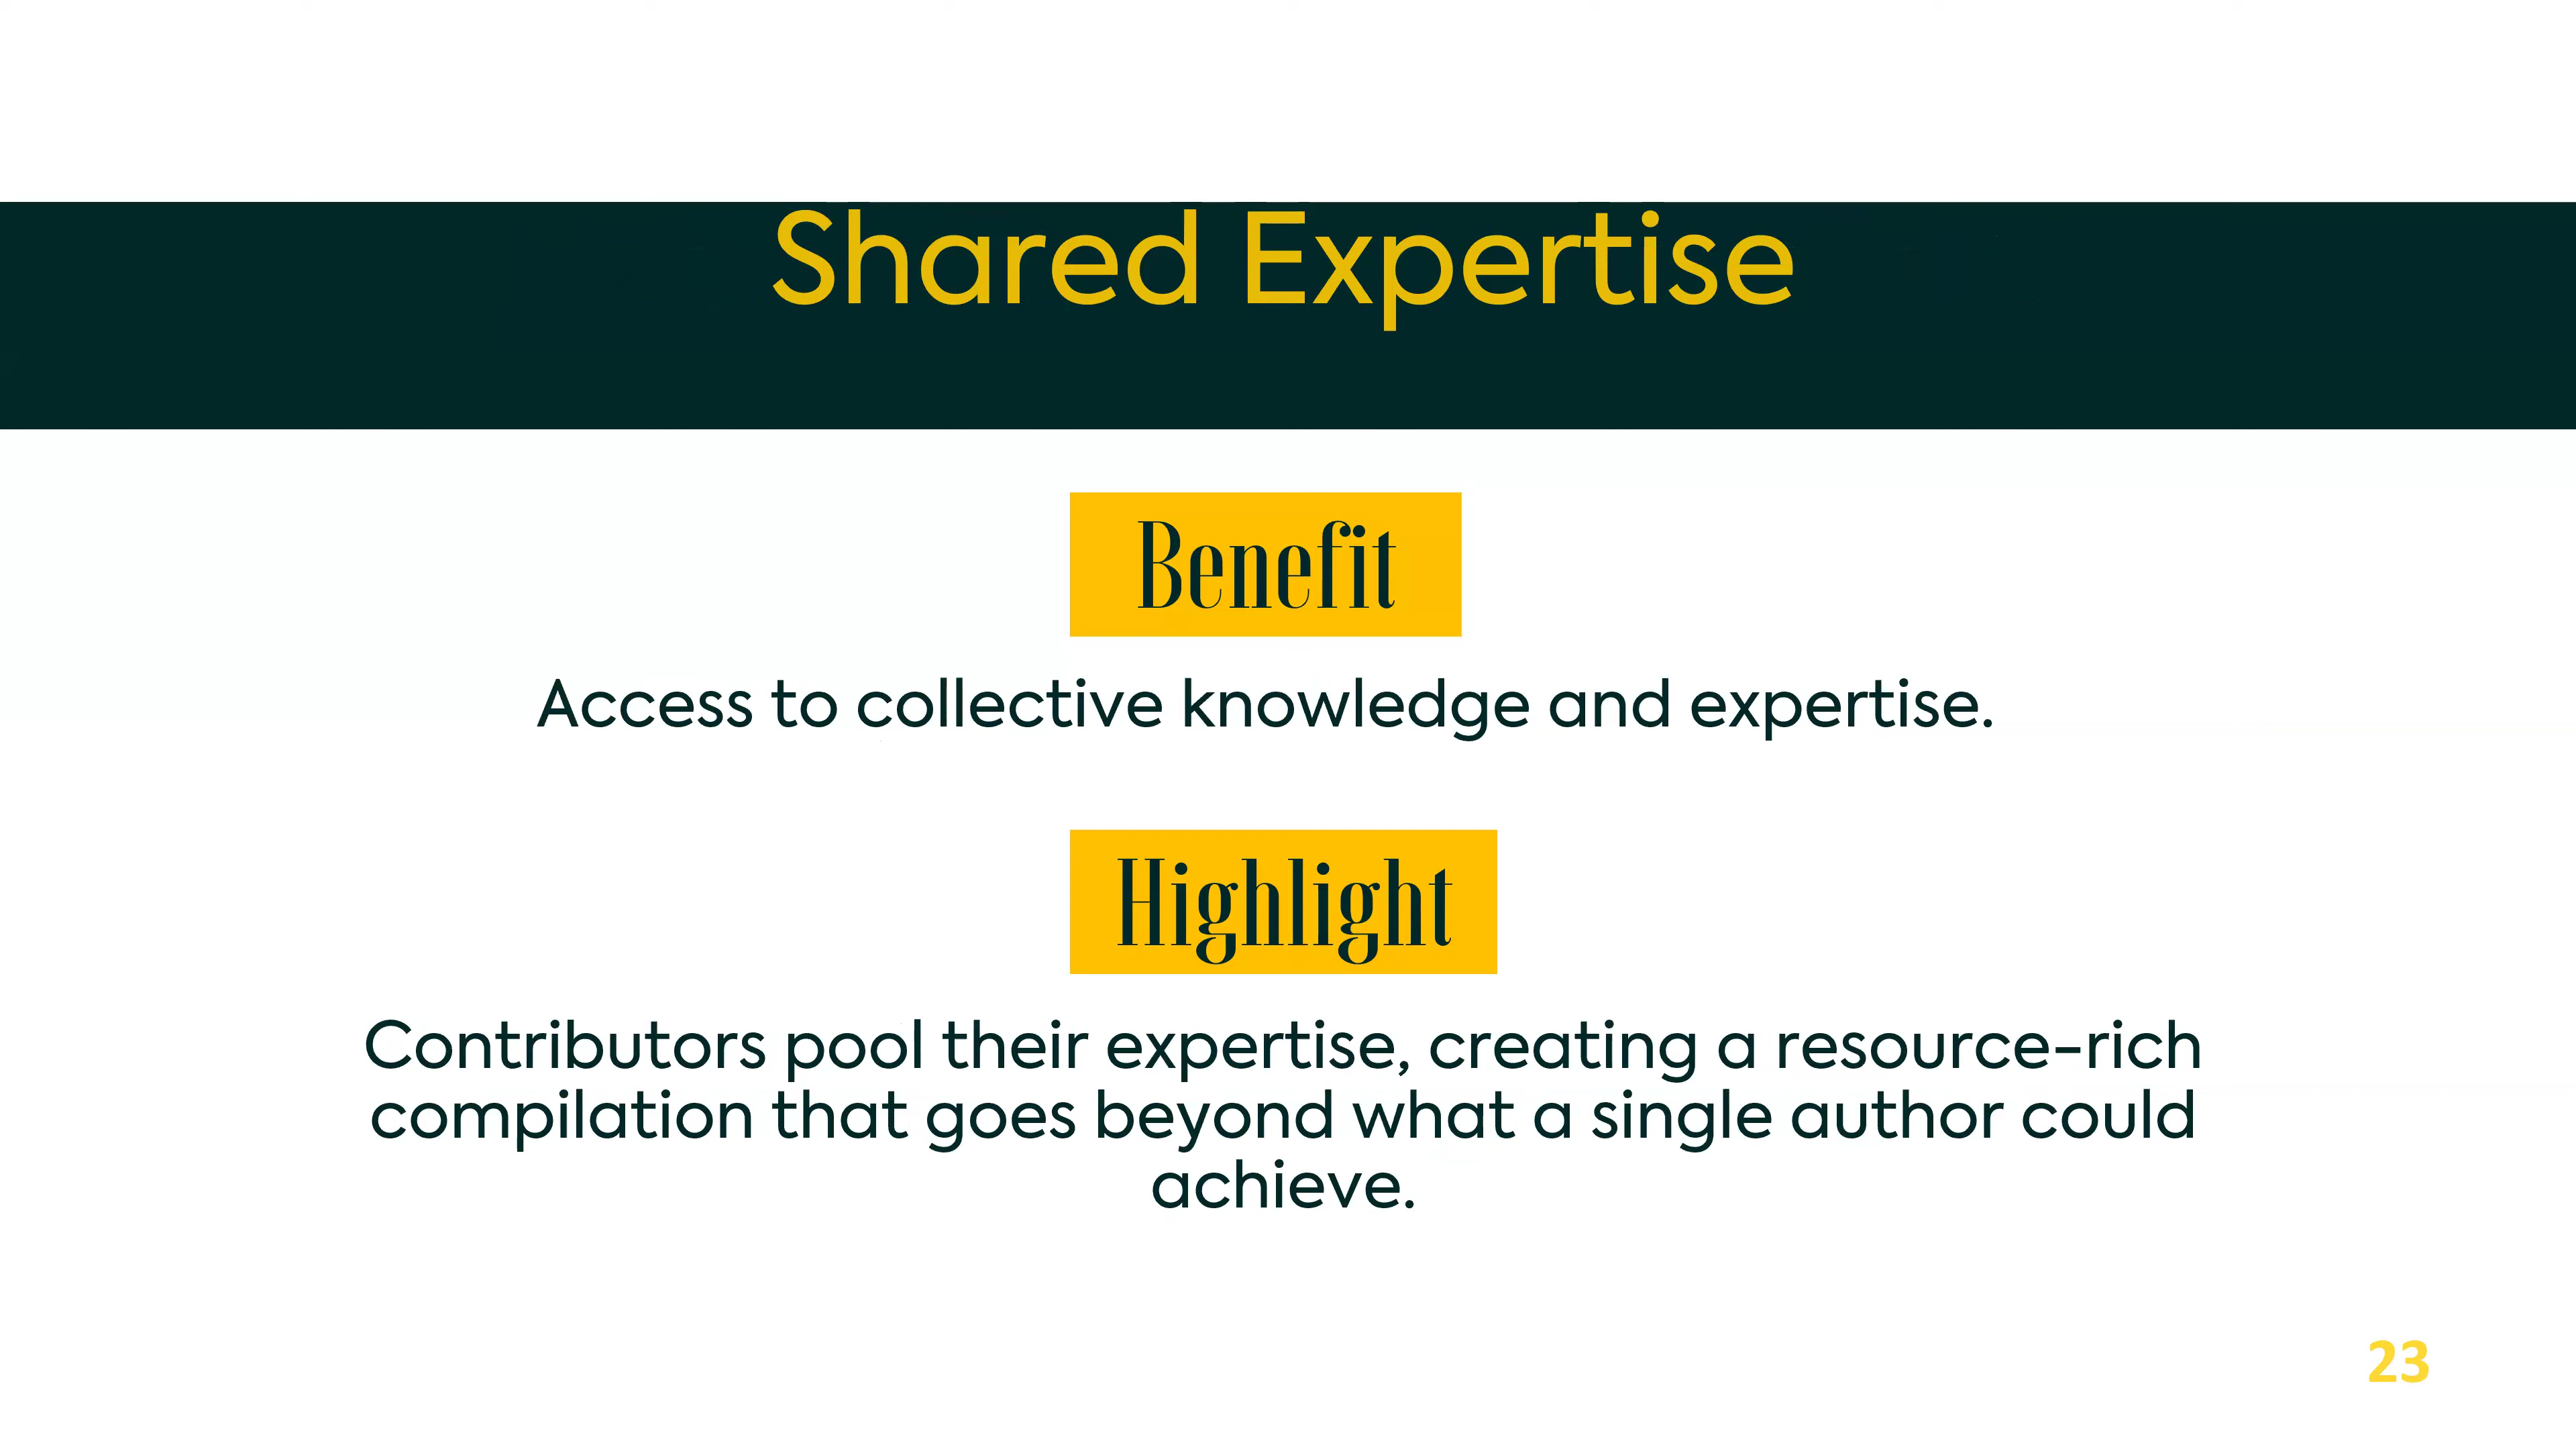 Shared Expertise
Benefit
Access to collective knowledge and expertise.
Highlight
Contributors pool their expertise, creating a resource-rich
compilation that goes beyond what a single author could
achieve.
23